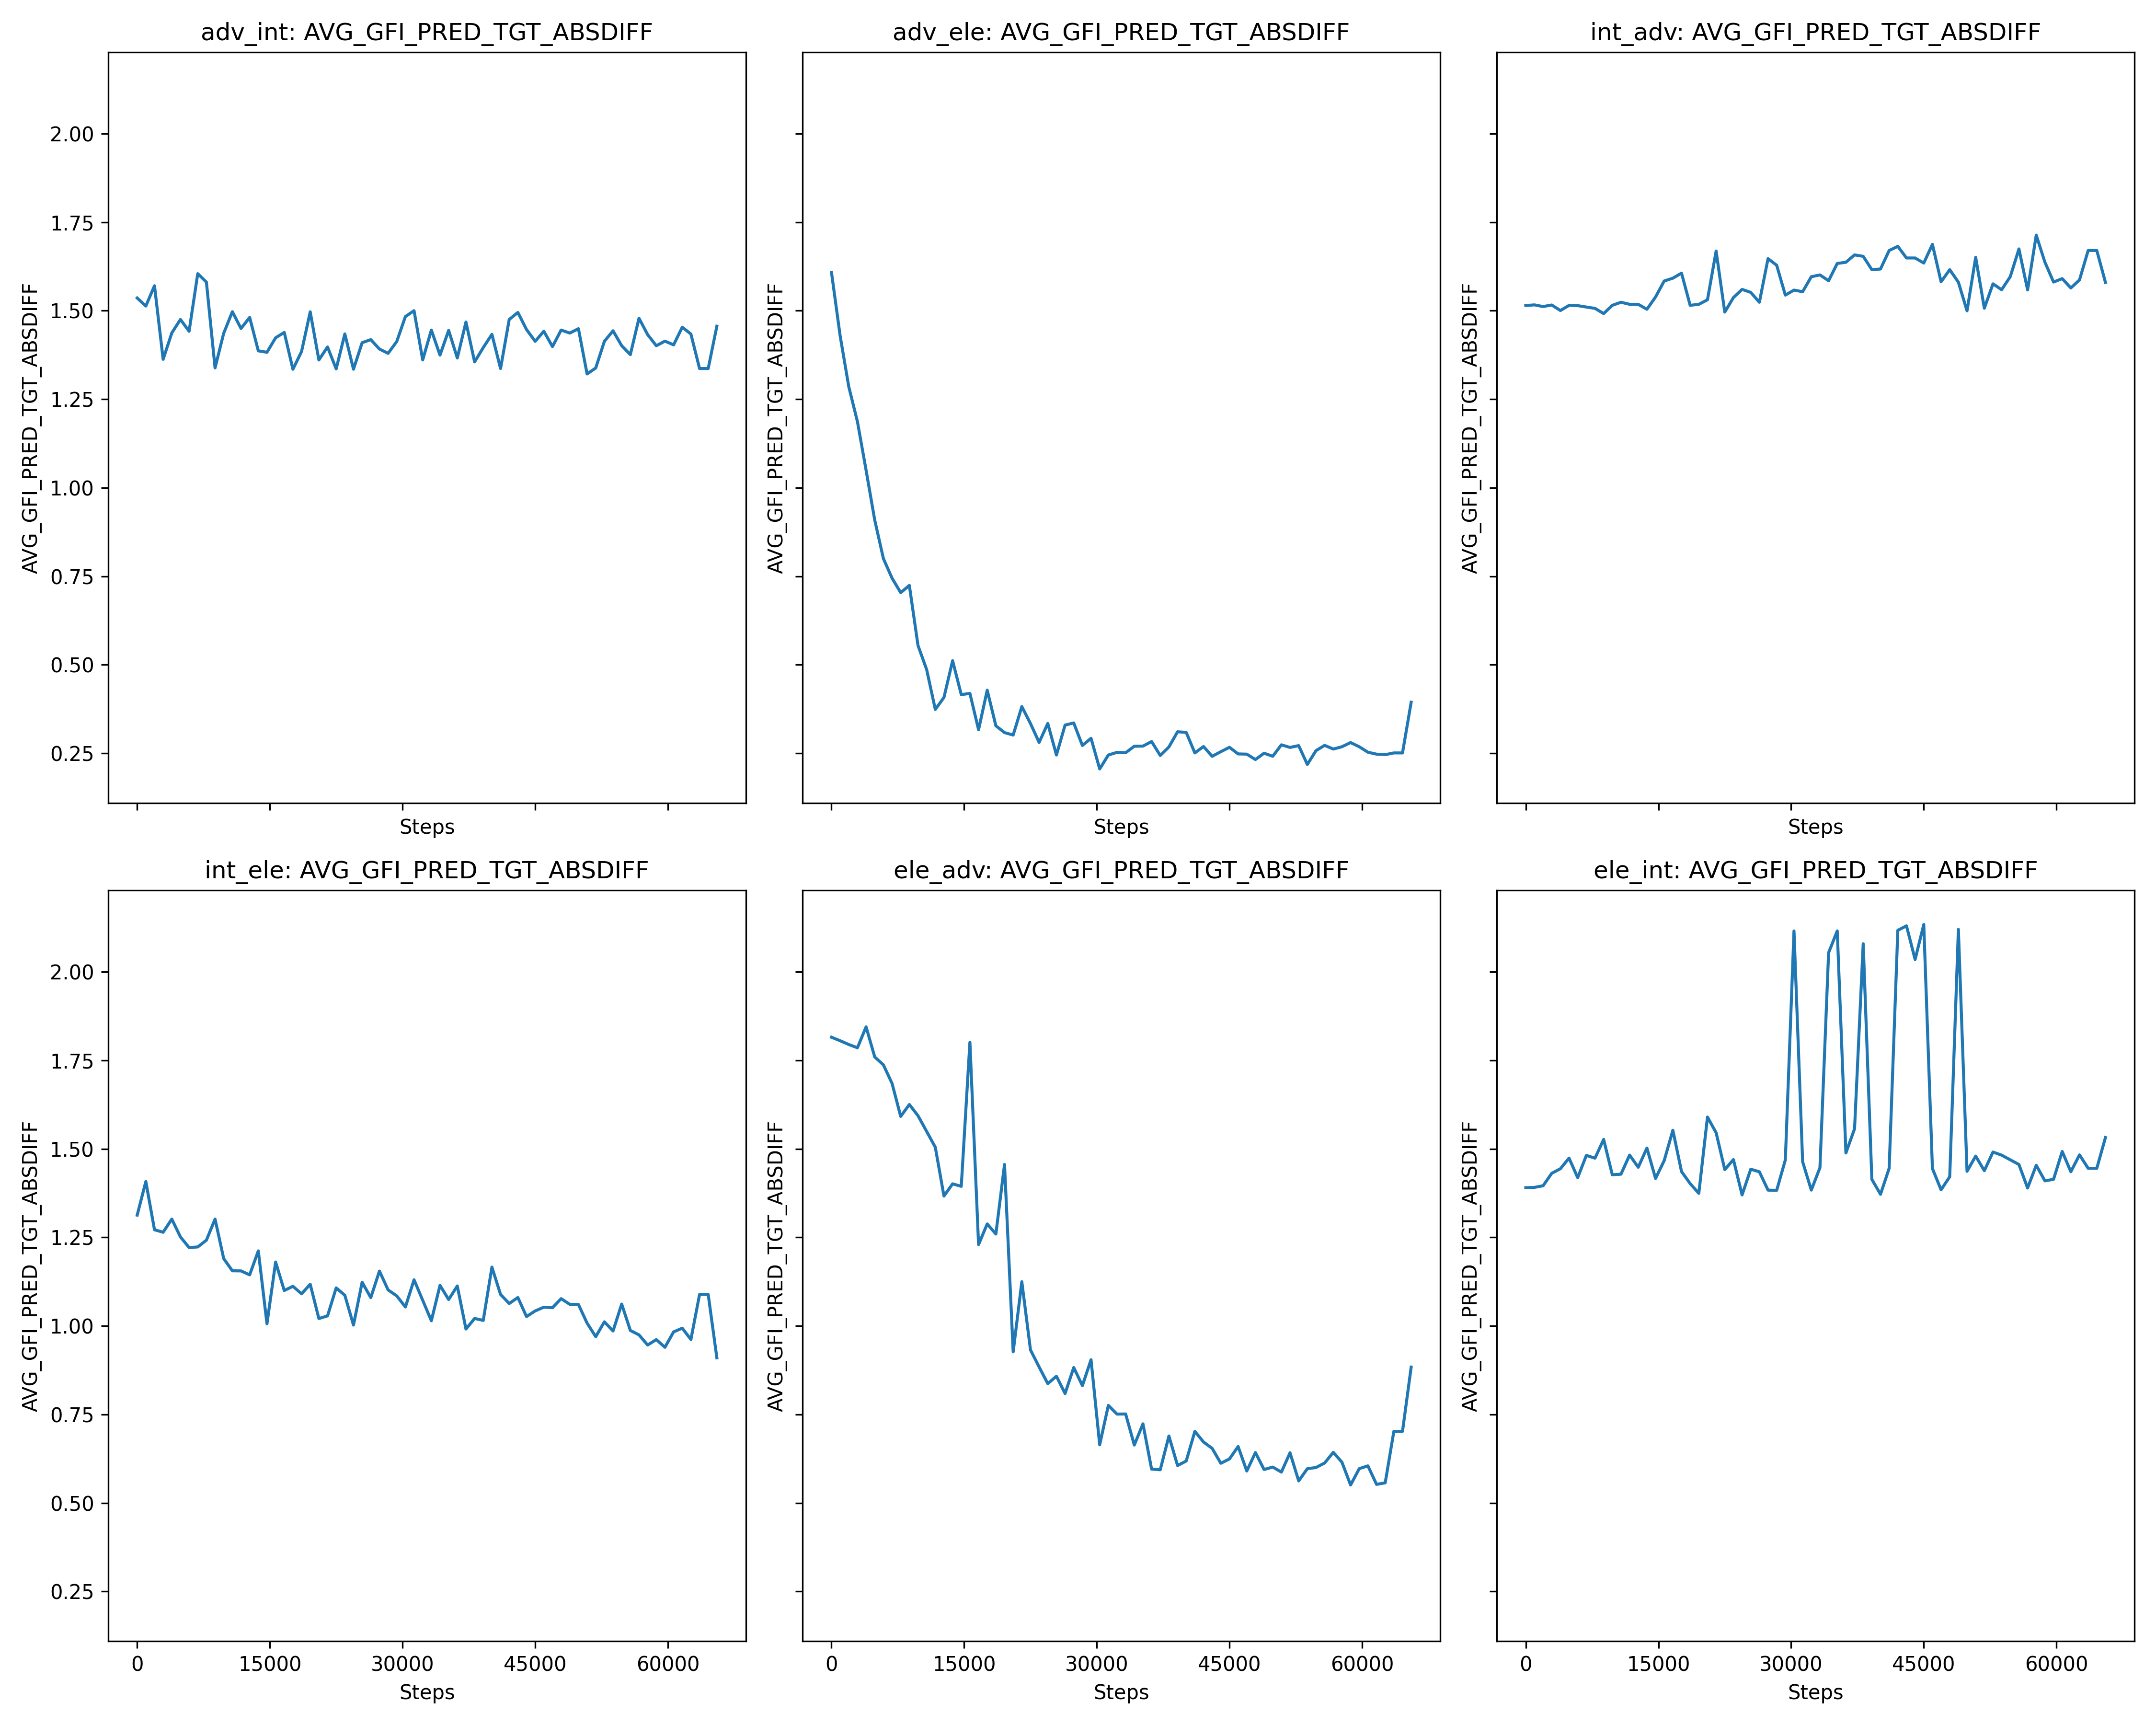 adv_int: AVG_GFI_PRED_TGT_ABSDIFF
adv_ele: AVG_GFI_PRED_TGT_ABSDIFF
int_adv: AVG_GFI_PRED_TGT_ABSDIFF
AVG_GFI_PRED_TGT_ABSDIFF
2.00
1.75
1.50
1.25
1.00
0.75
0.50
0.25
Steps
AVG_GFI_PRED_TGT_ABSDIFF
Steps
AVG_GFI_PRED_TGT_ABSDIFF
Steps
int_ele: AVG_GFI_PRED_TGT_ABSDIFF
ele_adv: AVG_GFI_PRED_TGT_ABSDIFF
ele_int: AVG_GFI_PRED_TGT_ABSDIFF
AVG_GFI_PRED_TGT_ABSDIFF
2.00
1.75
1.50
1.25
1.00
0.75
0.50
0.25
0 15000 30000 45000 60000
Steps
AVG_GFI_PRED_TGT_ABSDIFF
0 15000 30000 45000 60000
Steps
AVG_GFI_PRED_TGT_ABSDIFF
0 15000 30000 45000 60000
Steps